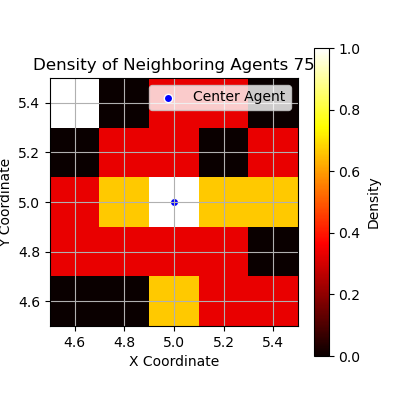 Density of Neighboring Agents 75
Center Agent
5.4
5.2
5.0
4.8
4.6
Y Coordinate
4.6 4.8 5.0 5.2 5.4
X Coordinate
1.0
0.8
0.6
0.4
0.2
0.0
Density